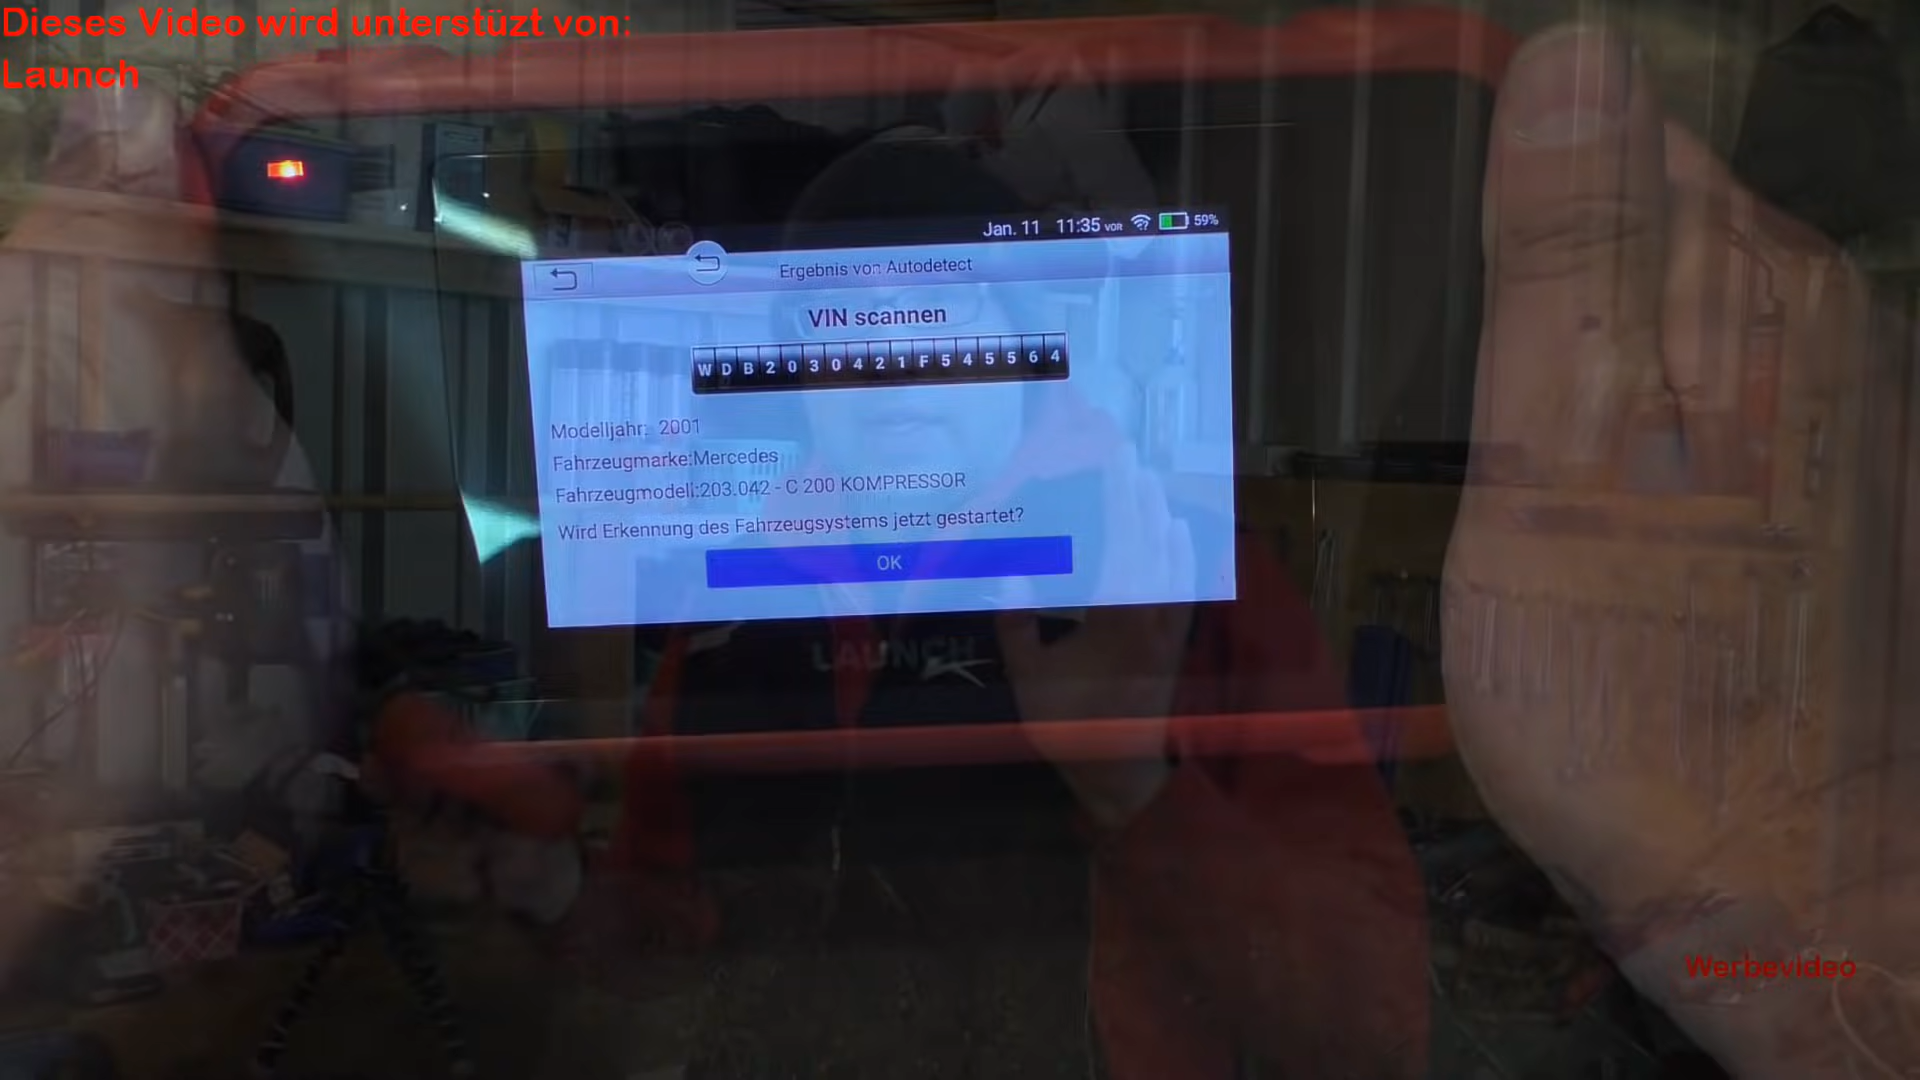 Dieses Video wird unterstüzt von:
Launch
Jan. 11 11:35 VOR 59%
Ergebnis von Autodetect
VIN scannen
WDB2030421F545564
Modelljahr: 2001
Fahrzeugmarke:Mercedes
Fahrzeugmodell:203.042 - C 200 KOMPRESSOR
Wird Erkennung des Fahrzeugsystems jetzt gestartet?
OK
LAUNCH
Werbevideo